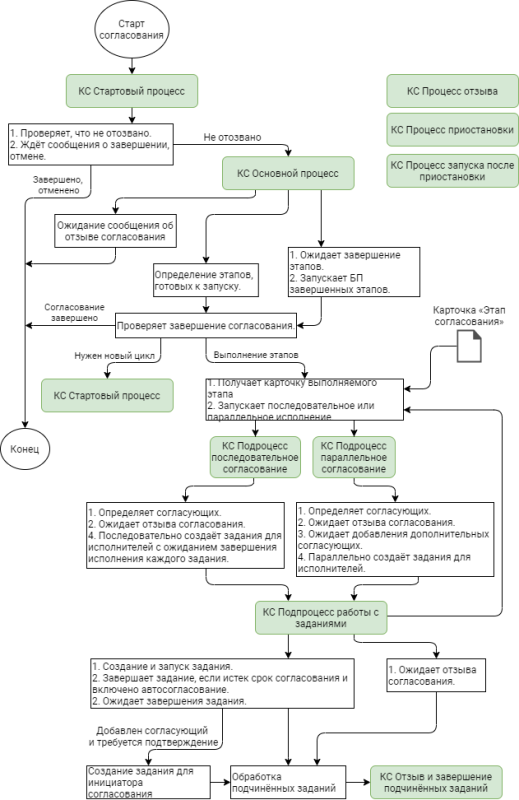 Старт
согласования
КС Стартовый процесс
КС Процесс отзыва
КС Процесс приостановки
КС Процесс запуска после
приостановки
1. Проверяет, что не отозвано.
2. Ждёт сообщения о завершении,
отмене.
Не отозвано
Завершено,
отменено
КС Основной процесс
Ожидание сообщения об
отзыве согласования
Определение этапов,
готовых к запуску.
1. Ожидает завершение
этапов.
2. Запускает БП
завершенных этапов.
Согласование
завершено
Проверяет завершение согласования.
Карточка «Этап
согласования»
Нужен новый цикл
Выполнение этапов
КС Стартовый процесс
1. Получает карточку выполняемого
этапа
2. Запускает последовательное или
параллельное исполнение
Конец
КС Подроцесс
последовательное
согласование
КС Подроцесс
параллельное
согласование
1. Определяет согласующих.
2. Ожидает отзыва согласования.
4. Последовательно создаёт задания для
исполнителей с ожиданием завершения
исполнения каждого задания.
1. Определяет согласующих.
2. Ожидает отзыва согласования.
3. Ожидает добавления дополнительных
согласующих.
4. Параллельно создаёт задания для
исполнителей.
КС Подпроцесс работы с
заданиями
1. Создание и запуск задания.
2. Завершает задание, если истек срок согласования и
включено автосогласование.
2. Ожидает завершения задания.
1. Ожидает отзыва
согласования.
Добавлен согласующий
и требуется подтверждение
Создание задания для
инициатора
согласования
Обработка
подчинённых заданий
КС Отзыв и завершение
подчинённых заданий